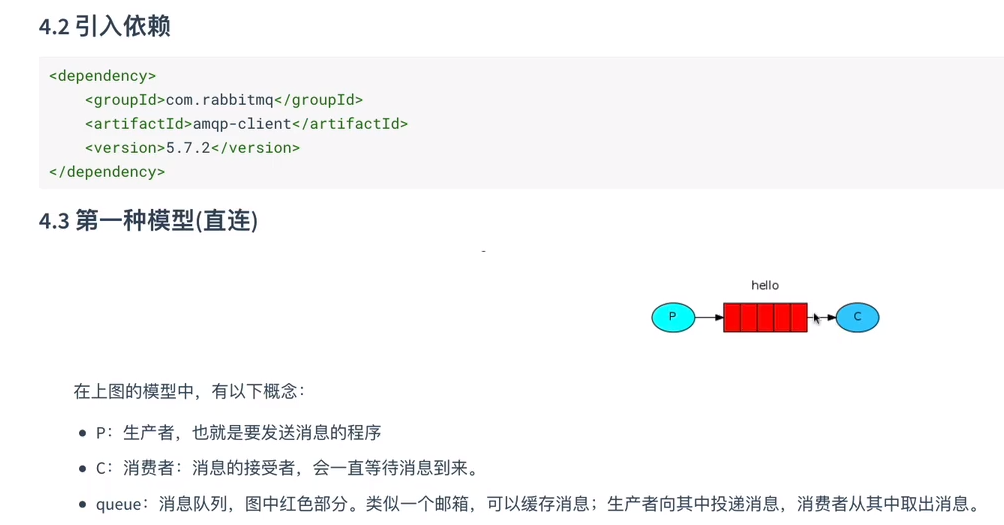 4.2 引入依赖
<dependency>
    <groupId>com.rabbitmq</groupId>
    <artifactId>amqp-client</artifactId>
    <version>5.7.2</version>
</dependency>
4.3 第一种模型(直连)
hello
P C
在上图的模型中，有以下概念：
● P：生产者，也就是要发送消息的程序
● C：消费者：消息的接受者，会一直等待消息到来。
● queue：消息队列，图中红色部分。类似一个邮箱，可以缓存消息；生产者向其中投递消息，消费者从其中取出消息。